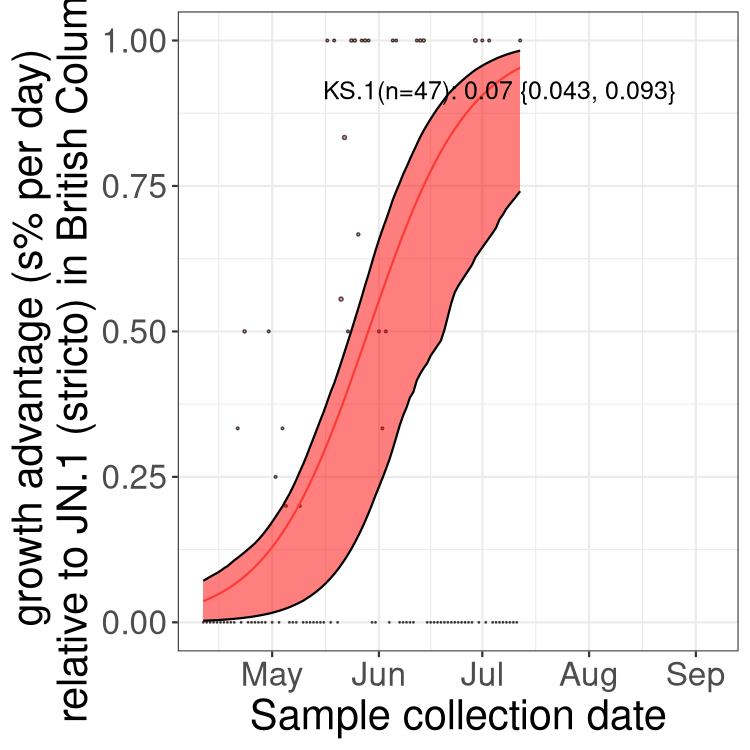 growth advantage (s% per day)
relative to JN.1 (stricto) in British Colum
1.00
0.75
0.50
0.25
0.00
KS.1(n=47): 0.07 {0.043, 0.093}
May Jun Jul Aug Sep
Sample collection date